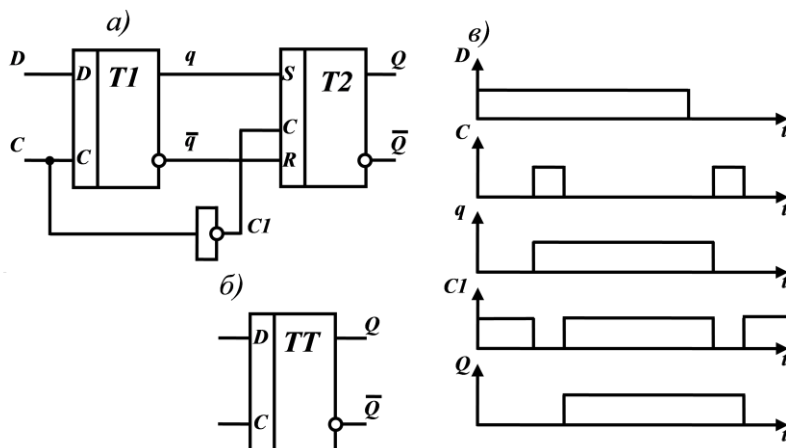 а)
D D T1 q S T2 Q
C
C C q̅ R Q̅
C1
б)
D TT Q
C Q̅
в)
D
t
C
t
q
t
C1
t
Q
t